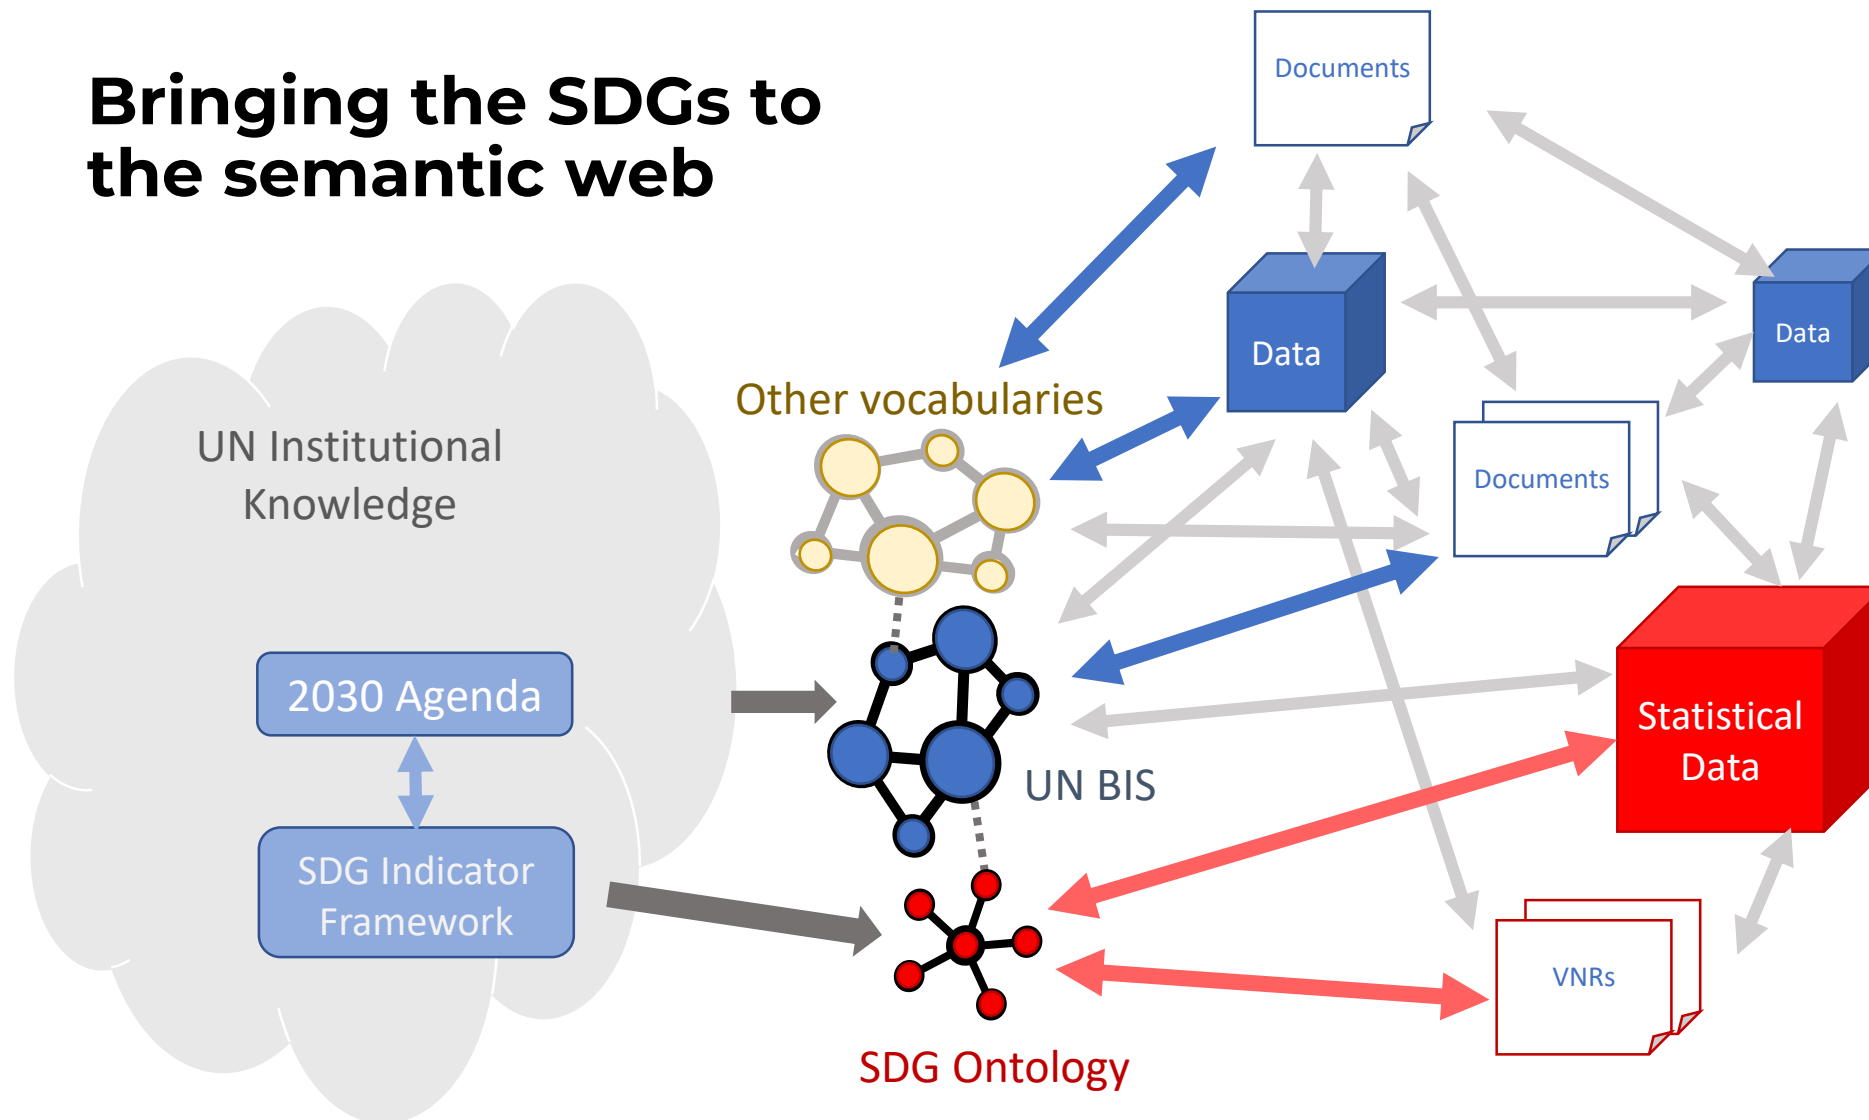 Bringing the SDGs to
the semantic web
Documents
Data
Data
Other vocabularies
UN Institutional
Knowledge
Documents
2030 Agenda
Statistical
Data
UN BIS
SDG Indicator
Framework
VNRs
SDG Ontology